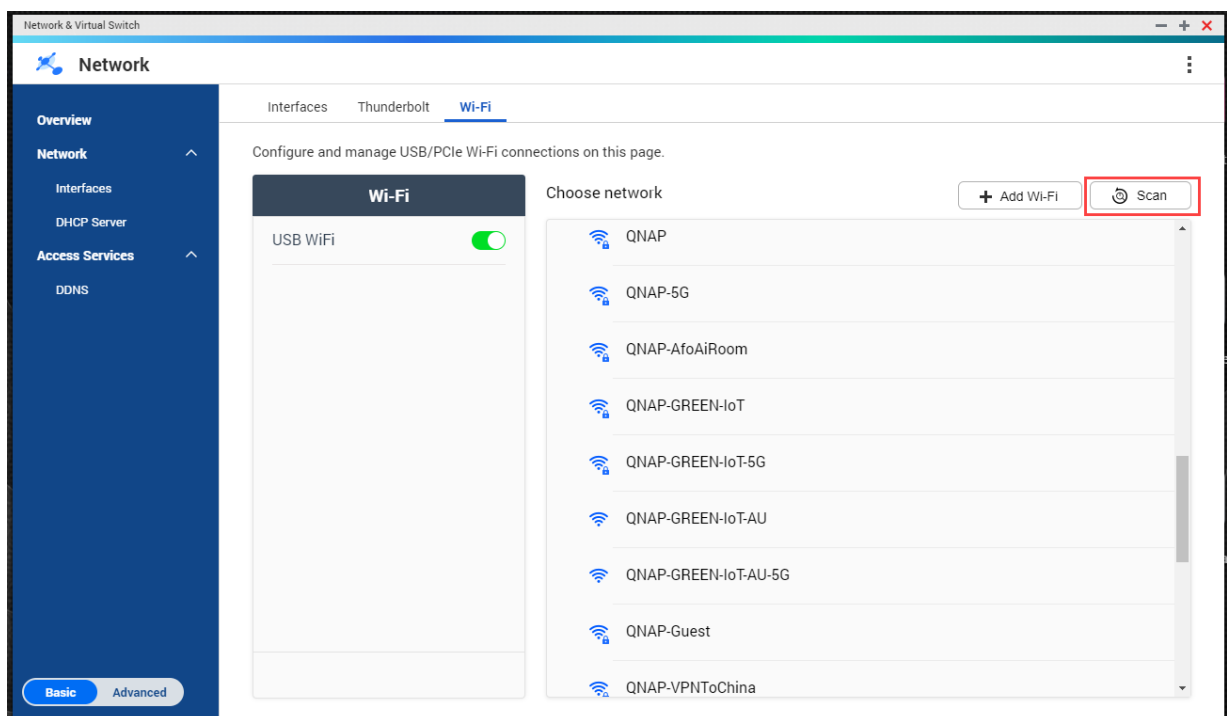 Network & Virtual Switch
Network
Overview
Network
Interfaces
DHCP Server
Access Services
DDNS
Basic Advanced
Interfaces Thunderbolt Wi-Fi
Configure and manage USB/PCIe Wi-Fi connections on this page.
Wi-Fi
USB WiFi
Choose network
Add Wi-Fi
Scan
QNAP
QNAP-5G
QNAP-AfoAiRoom
QNAP-GREEN-IoT
QNAP-GREEN-IoT-5G
QNAP-GREEN-IoT-AU
QNAP-GREEN-IoT-AU-5G
QNAP-Guest
QNAP-VPNToChina